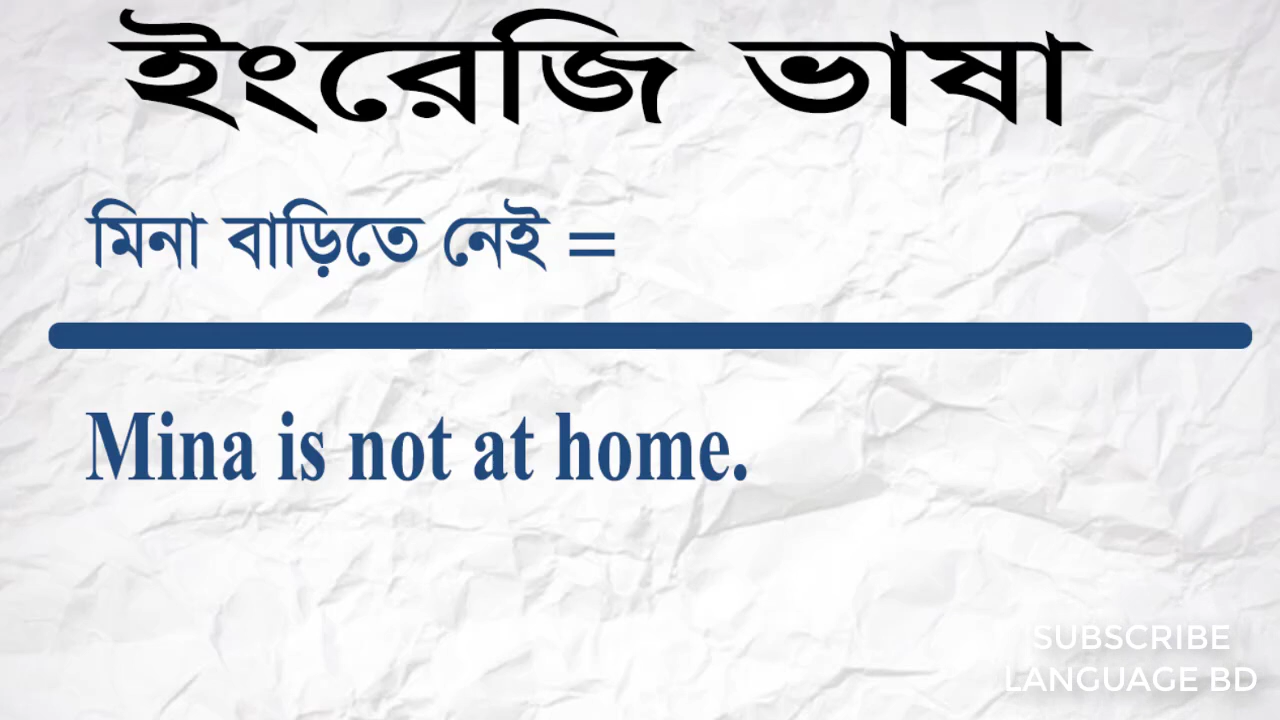 ইংরেজি ভাষা
মিনা বাড়িতে নেই =
Mina is not at home.
SUBSCRIBE
LANGUAGE BD